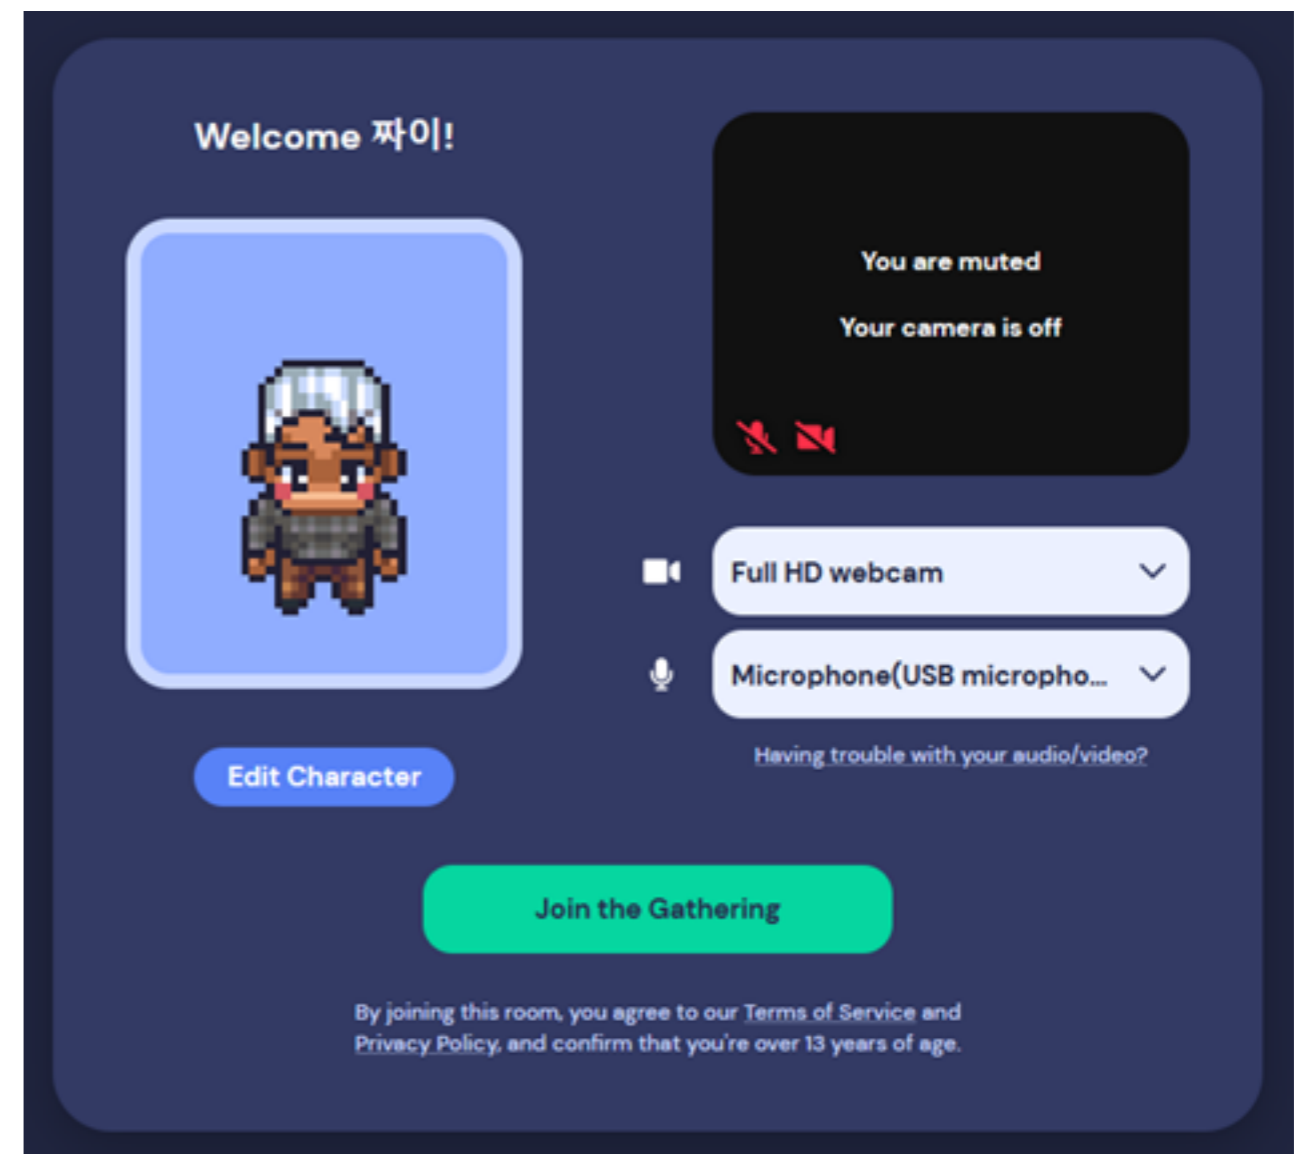 Welcome 짜이!
You are muted
Your camera is off
Full HD webcam
Microphone(USB micropho...
Having trouble with your audio/video?
Edit Character
Join the Gathering
By joining this room, you agree to our Terms of Service and
Privacy Policy, and confirm that you're over 13 years of age.